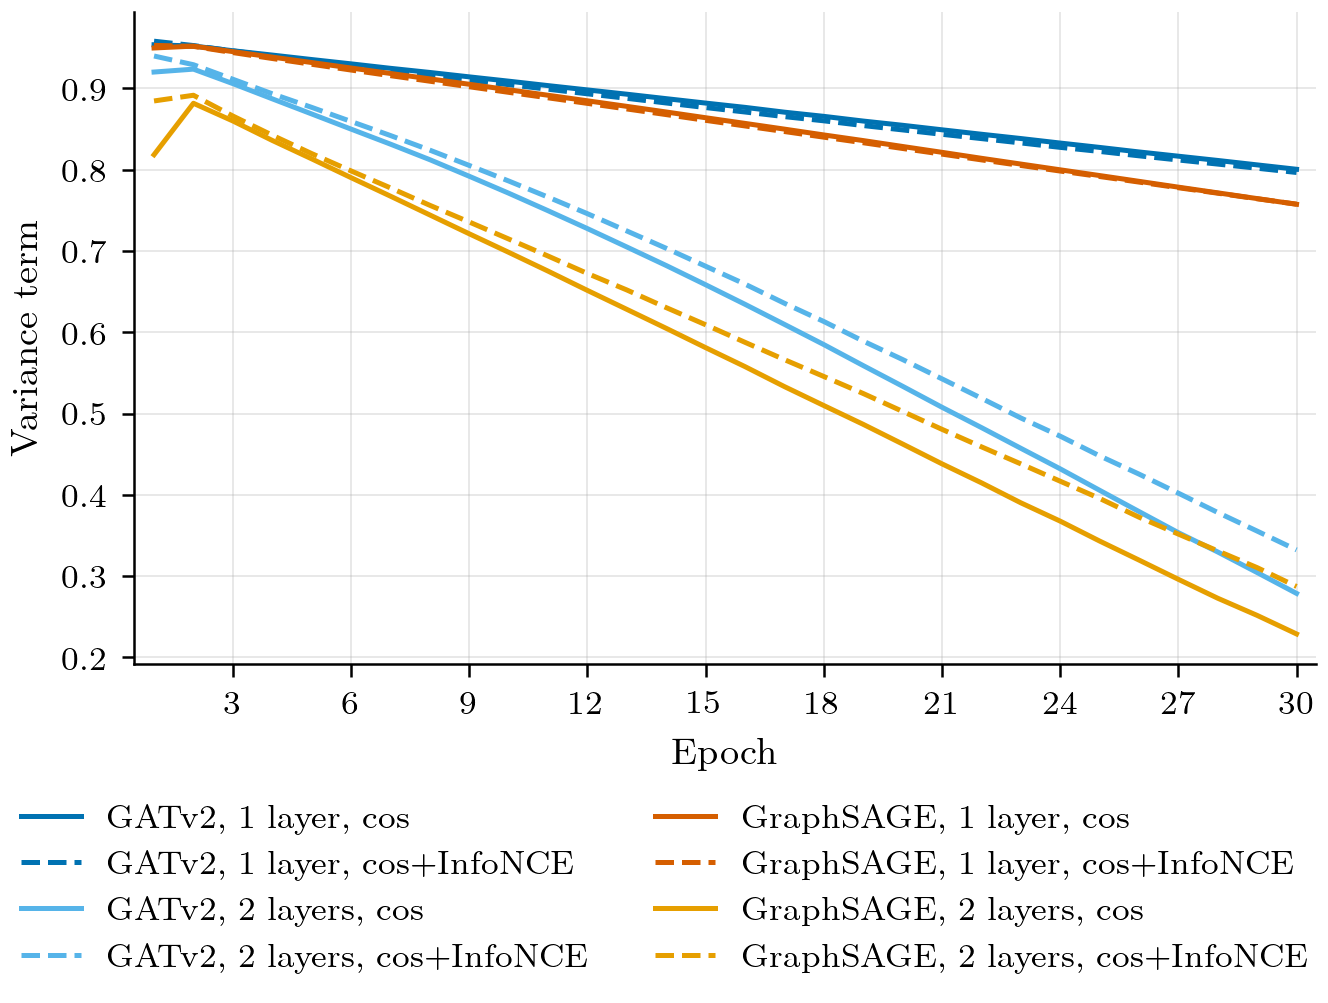 Variance term
0.9
0.8
0.7
0.6
0.5
0.4
0.3
0.2
3 6 9 12 15 18 21 24 27 30
Epoch
GATv2, 1 layer, cos
GATv2, 1 layer, cos+InfoNCE
GATv2, 2 layers, cos
GATv2, 2 layers, cos+InfoNCE
GraphSAGE, 1 layer, cos
GraphSAGE, 1 layer, cos+InfoNCE
GraphSAGE, 2 layers, cos
GraphSAGE, 2 layers, cos+InfoNCE